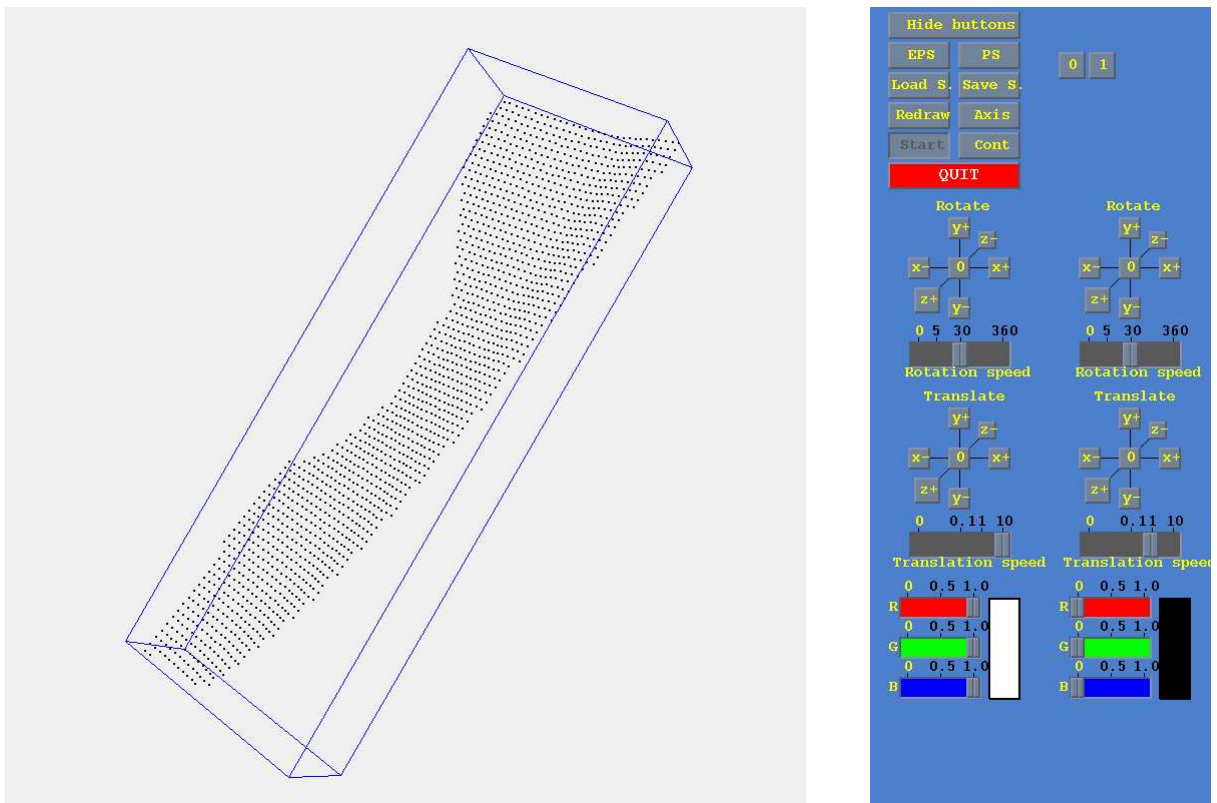 Hide buttons
EPS PS
0 1
Load S. Save S.
Redraw Axis
Start Cont
QUIT
Rotate Rotate
y+ y+
z- z-
x- 0 x+ x- 0 x+
z+ z+
y- y-
0 5 30 360 0 5 30 360
Rotation speed Rotation speed
Translate Translate
y+ y+
z- z-
x- 0 x+ x- 0 x+
z+ z+
y- y-
0 0.11 10 0 0.11 10
Translation speed Translation speed
0 0.5 1.0 0 0.5 1.0
R R
0 0.5 1.0 0 0.5 1.0
G G
0 0.5 1.0 0 0.5 1.0
B B